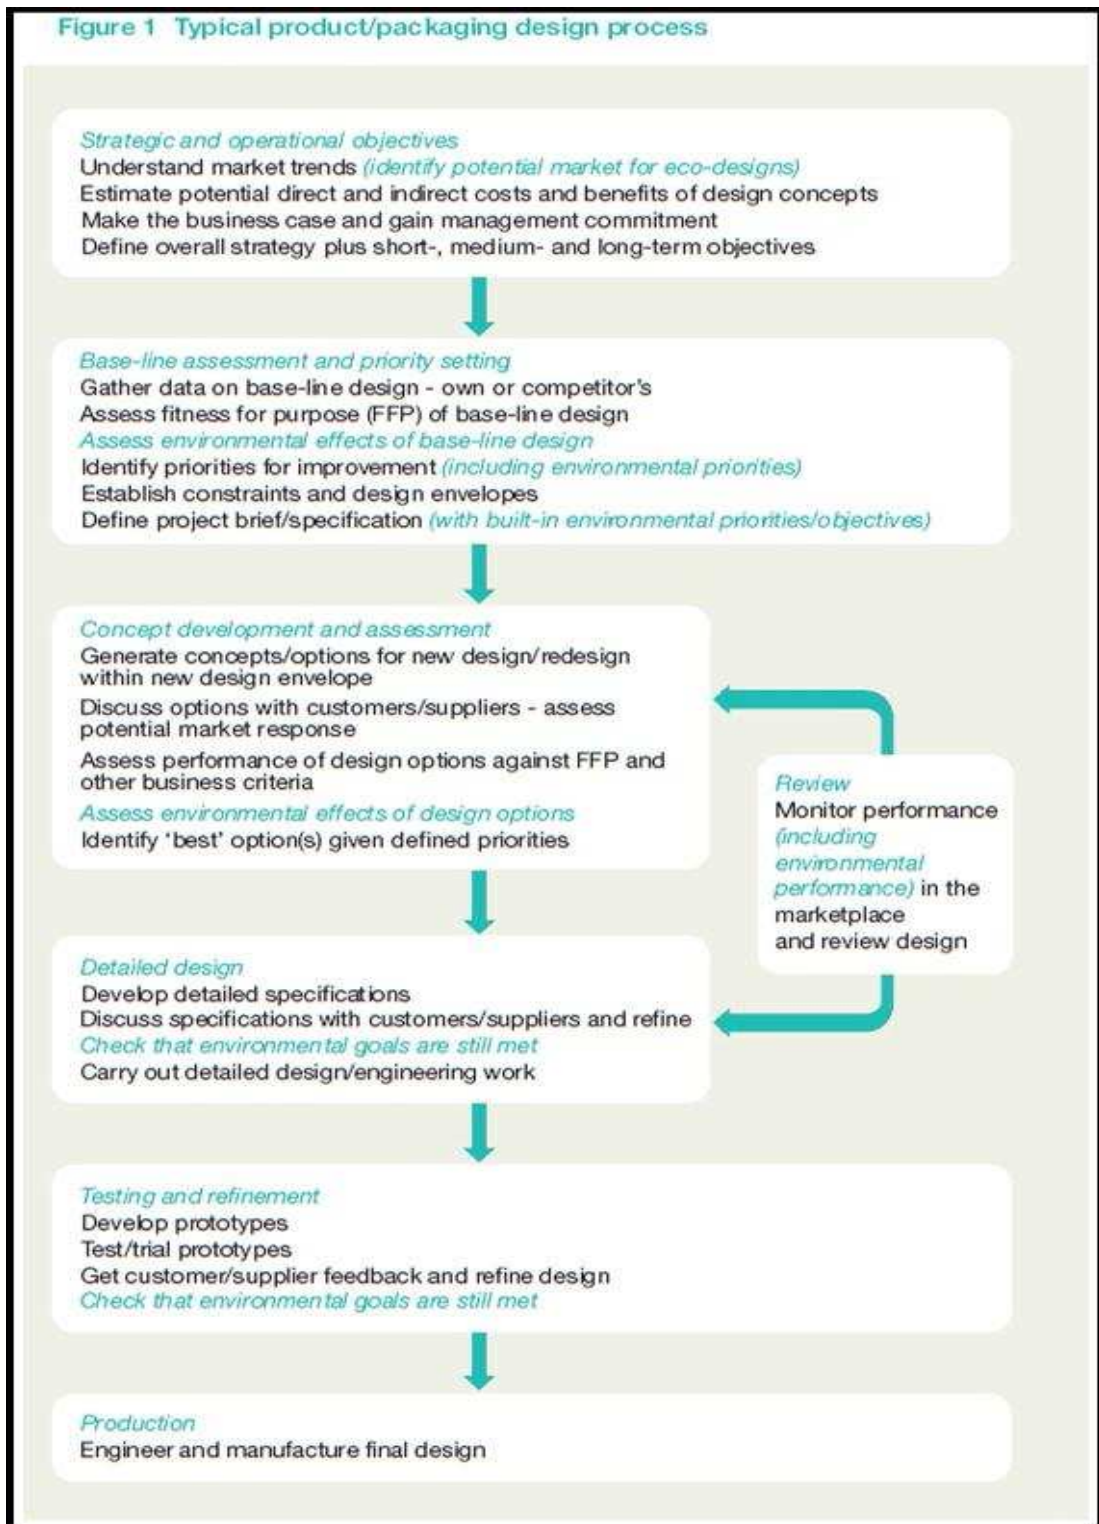 Figure 1 Typical product/packaging design process
Strategic and operational objectives
Understand market trends (identify potential market for eco-designs)
Estimate potential direct and indirect costs and benefits of design concepts
Make the business case and gain management commitment
Define overall strategy plus short-, medium- and long-term objectives
Base-line assessment and priority setting
Gather data on base-line design - own or competitor's
Assess fitness for purpose (FFP) of base-line design
Assess environmental effects of base-line design
Identify priorities for improvement (including environmental priorities)
Establish constraints and design envelopes
Define project brief/specification (with built-in environmental priorities/objectives)
Concept development and assessment
Generate concepts/options for new design/redesign
within new design envelope
Discuss options with customers/suppliers - assess
potential market response
Assess performance of design options against FFP and
other business criteria
Assess environmental effects of design options
Identify 'best' option(s) given defined priorities
Review
Monitor performance
(including
environmental
performance) in the
marketplace
and review design
Detailed design
Develop detailed specifications
Discuss specifications with customers/suppliers and refine
Check that environmental goals are still met
Carry out detailed design/engineering work
Testing and refinement
Develop prototypes
Test/trial prototypes
Get customer/supplier feedback and refine design
Check that environmental goals are still met
Production
Engineer and manufacture final design